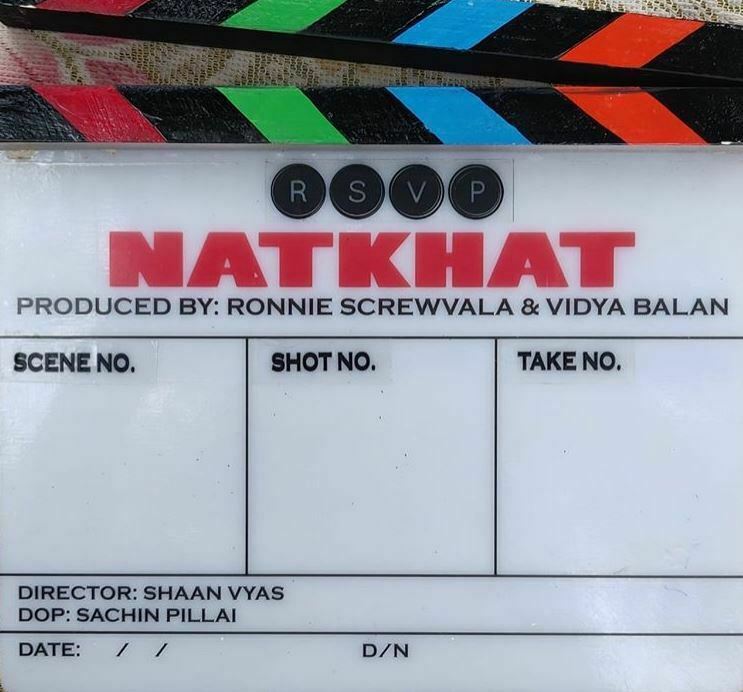 R S V P
NATKHAT
PRODUCED BY: RONNIE SCREWVALA & VIDYA BALAN
SCENE NO. SHOT NO. TAKE NO.
DIRECTOR: SHAAN VYAS
DOP: SACHIN PILLAI
DATE: / / D/N